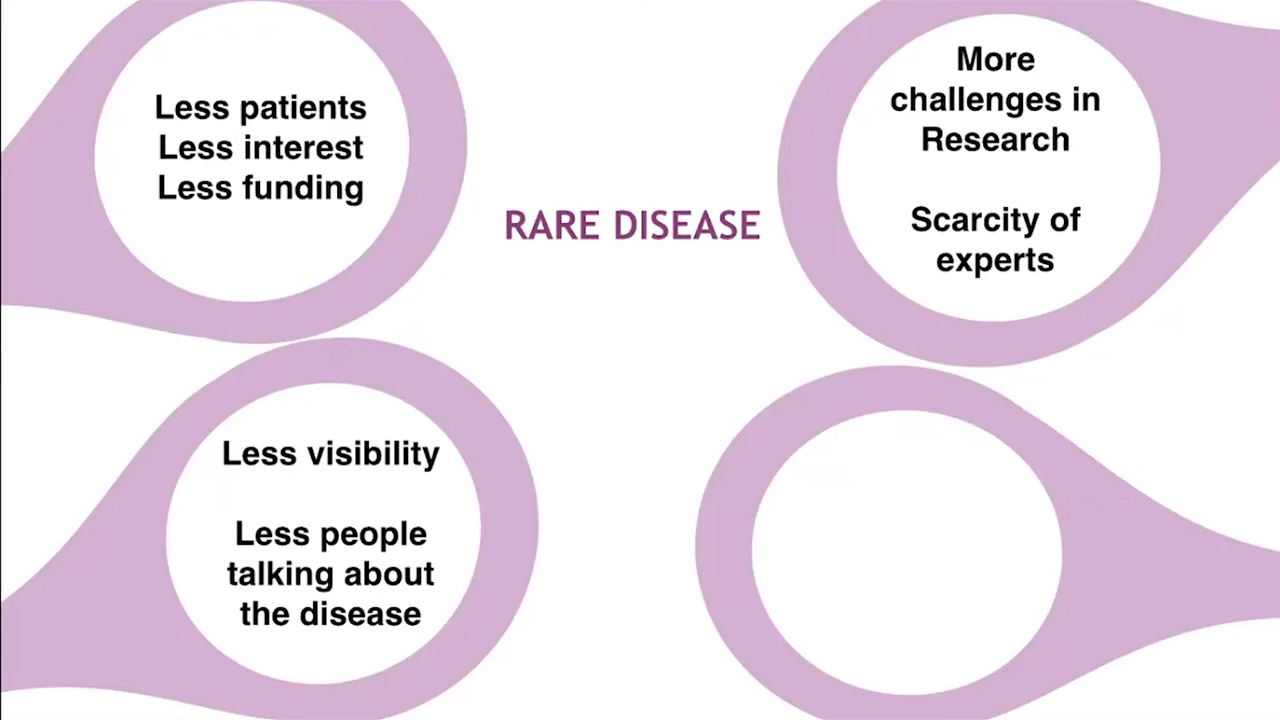 Less patients
Less interest
Less funding
RARE DISEASE
More
challenges in
Research
Scarcity of
experts
Less visibility
Less people
talking about
the disease